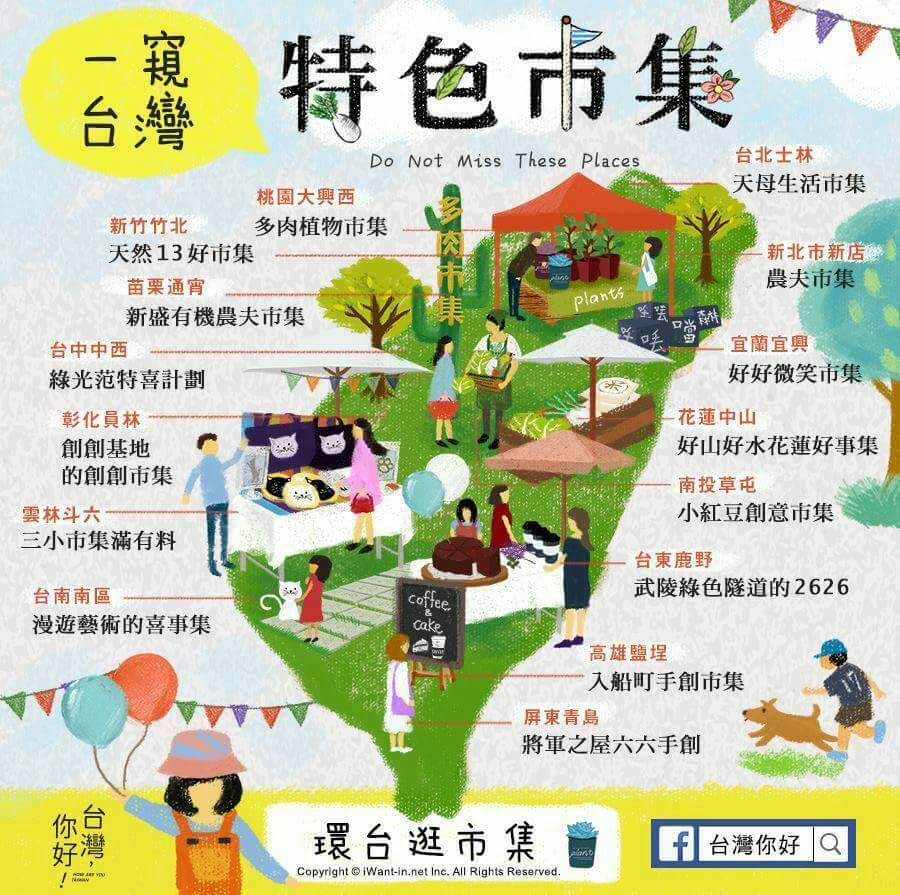 一窺
台灣
特色市集
Do Not Miss These Places
台北士林
天母生活市集
桃園大興西
多肉植物市集
新竹竹北
天然13好市集
新北市新店
農夫市集
苗栗通宵
新盛有機農夫市集
宜蘭宜興
好好微笑市集
台中中西
綠光范特喜計劃
花蓮中山
好山好水花蓮好事集
彰化員林
創創基地
的創創市集
南投草屯
小紅豆創意市集
雲林斗六
三小市集滿有料
台東鹿野
武陵綠色隧道的2626
台南南區
漫遊藝術的喜事集
高雄鹽埕
入船町手創市集
屏東青島
將軍之屋六六手創
多肉市集
plant
plants
森林
噹
coffee
&
cake
台灣,
你好!
HOW ARE YOU
TAIWAN
環台逛市集
plant
Copyright © iWant-in.net Inc. All Rights Reserved.
f 台灣你好